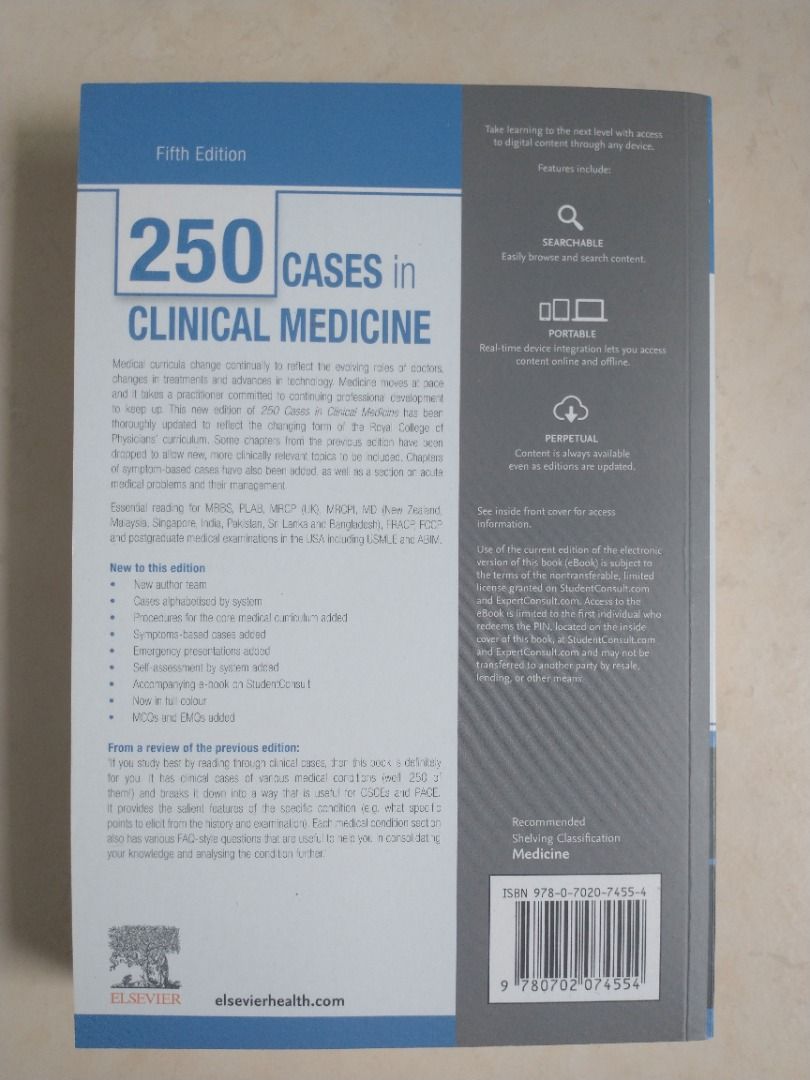 Fifth Edition
250 CASES in
CLINICAL MEDICINE
Medical curricula change continually to reflect the evolving roles of doctors,
changes in treatments and advances in technology. Medicine moves at pace
and it takes a practitioner committed to continuing professional development
to keep up. This new edition of 250 Cases in Clinical Medicine has been
thoroughly updated to reflect the changing form of the Royal College of
Physicians' curriculum. Some chapters from the previous edition have been
dropped to allow new, more clinically relevant topics to be included. Chapters
of symptom-based cases have also been added, as well as a section on acute
medical problems and their management.
Essential reading for MBBS, PLAB, MRCP (UK), MRCPI, MD (New Zealand,
Malaysia, Singapore, India, Pakistan, Sri Lanka and Bangladesh), FRACP, FCCP
and postgraduate medical examinations in the USA including USMLE and ABIM.
New to this edition
• New author team
• Cases alphabetised by system
• Procedures for the core medical curriculum added
• Symptoms-based cases added
• Emergency presentations added
• Self-assessment by system added
• Accompanying e-book on StudentConsult
• Now in full colour
• MCQs and EMQs added
From a review of the previous edition:
'If you study best by reading through clinical cases, then this book is definitely
for you. It has clinical cases of various medical conditions (well, 250 of
them!) and breaks it down into a way that is useful for OSCEs and PACE.
It provides the salient features of the specific condition (e.g. what specific
points to elicit from the history and examination). Each medical condition section
also has various FAQ-style questions that are useful to help you in consolidating
your knowledge and analysing the condition further.'
ELSEVIER
elsevierhealth.com
Take learning to the next level with access
to digital content through any device.
Features include:
SEARCHABLE
Easily browse and search content.
PORTABLE
Real-time device integration lets you access
content online and offline.
PERPETUAL
Content is always available
even as editions are updated.
See inside front cover for access
information.
Use of the current edition of the electronic
version of this book (eBook) is subject to
the terms of the nontransferable, limited
license granted on StudentConsult.com
and ExpertConsult.com. Access to the
eBook is limited to the first individual who
redeems the PIN, located on the inside
cover of this book, at StudentConsult.com
and ExpertConsult.com and may not be
transferred to another party by resale,
lending, or other means.
Recommended
Shelving Classification
Medicine
ISBN 978-0-7020-7455-4
9 780702 074554